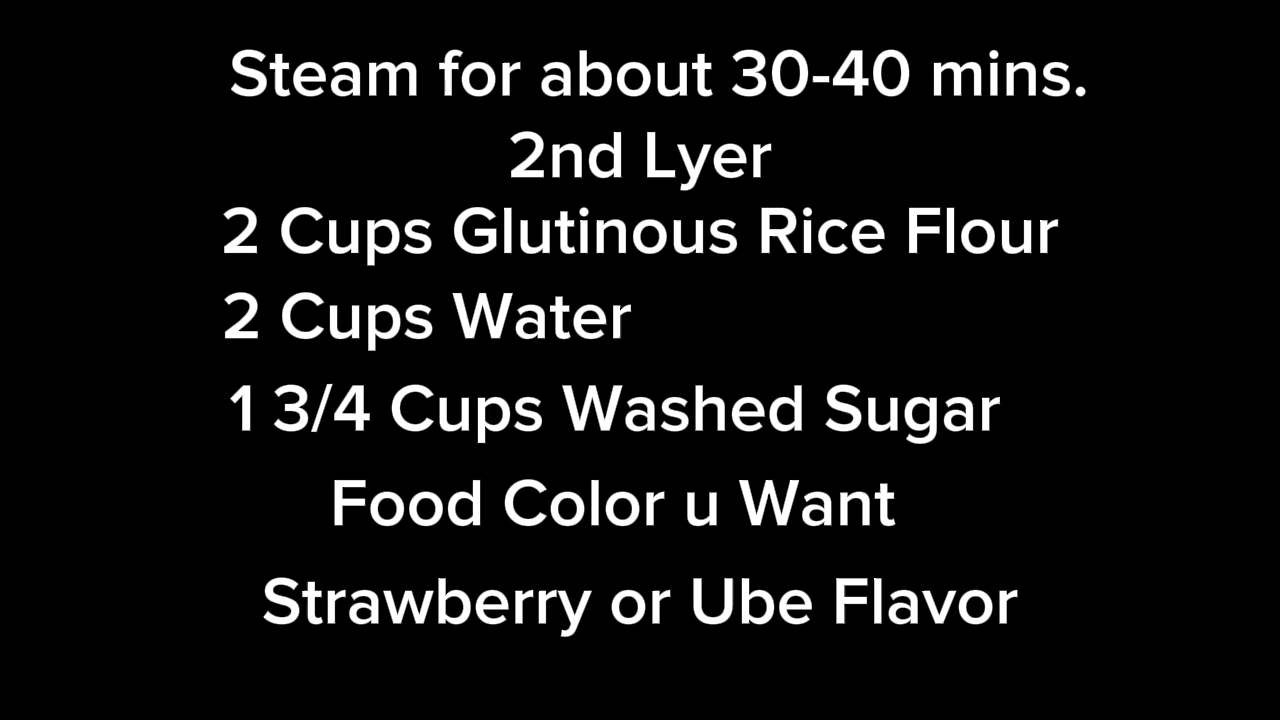 Steam for about 30-40 mins.
2nd Lyer
2 Cups Glutinous Rice Flour
2 Cups Water
1 3/4 Cups Washed Sugar
Food Color u Want
Strawberry or Ube Flavor